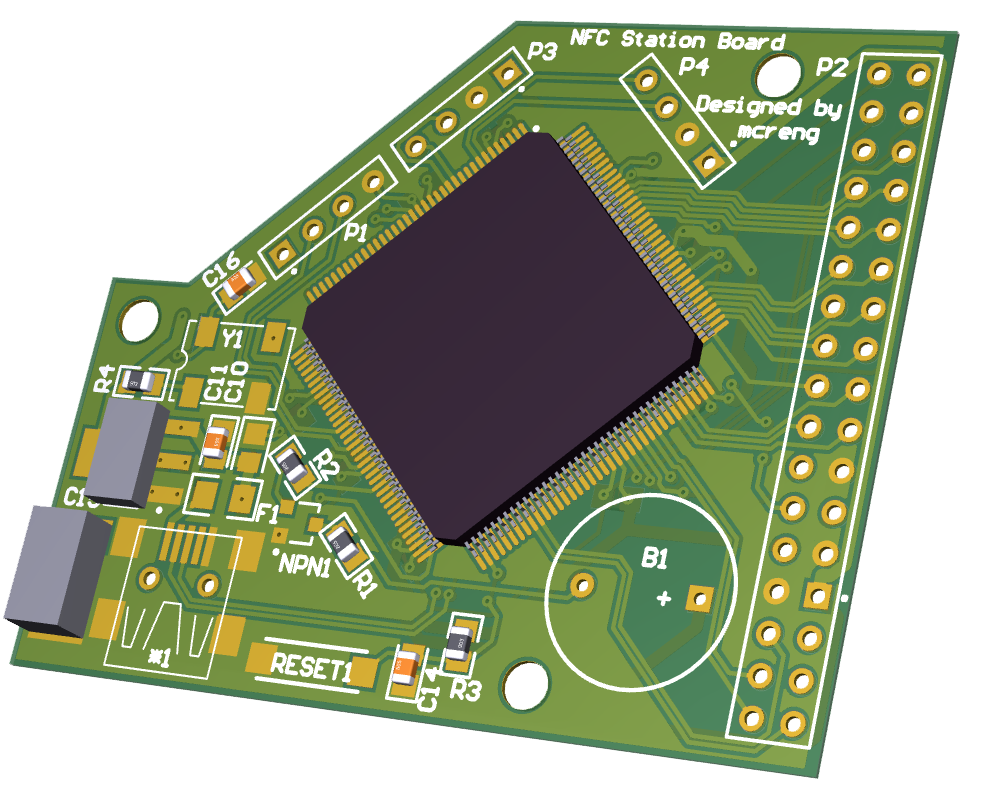 NFC Station Board
P3
P4
P2
Designed by
mcreng
P1
C16
Y1
R4
C11
C10
R2
F1
NPN1
R1
B1
+
*1
RESET1
C14
R3